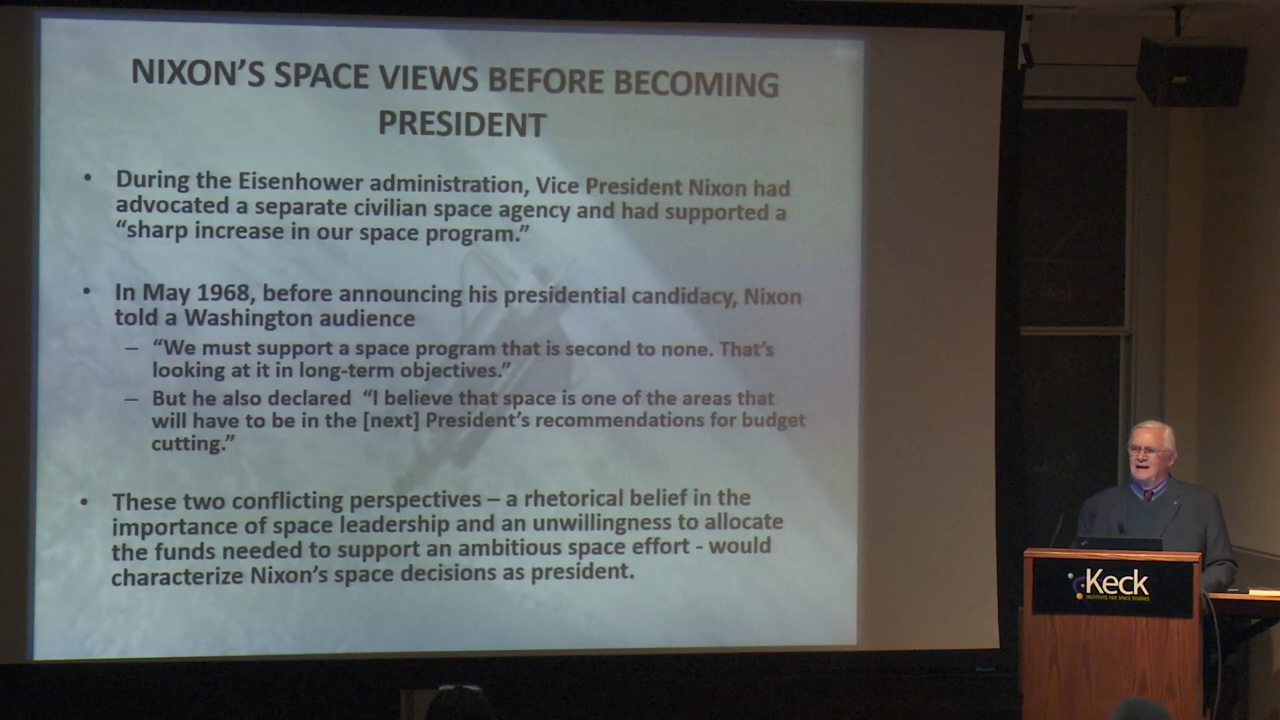 NIXON'S SPACE VIEWS BEFORE BECOMING
PRESIDENT
• During the Eisenhower administration, Vice President Nixon had
advocated a separate civilian space agency and had supported a
“sharp increase in our space program.”
• In May 1968, before announcing his presidential candidacy, Nixon
told a Washington audience
– “We must support a space program that is second to none. That’s
looking at it in long-term objectives.”
– But he also declared “I believe that space is one of the areas that
will have to be in the [next] President’s recommendations for budget
cutting.”
• These two conflicting perspectives – a rhetorical belief in the
importance of space leadership and an unwillingness to allocate
the funds needed to support an ambitious space effort - would
characterize Nixon’s space decisions as president.
Keck
INSTITUTE FOR SPACE STUDIES